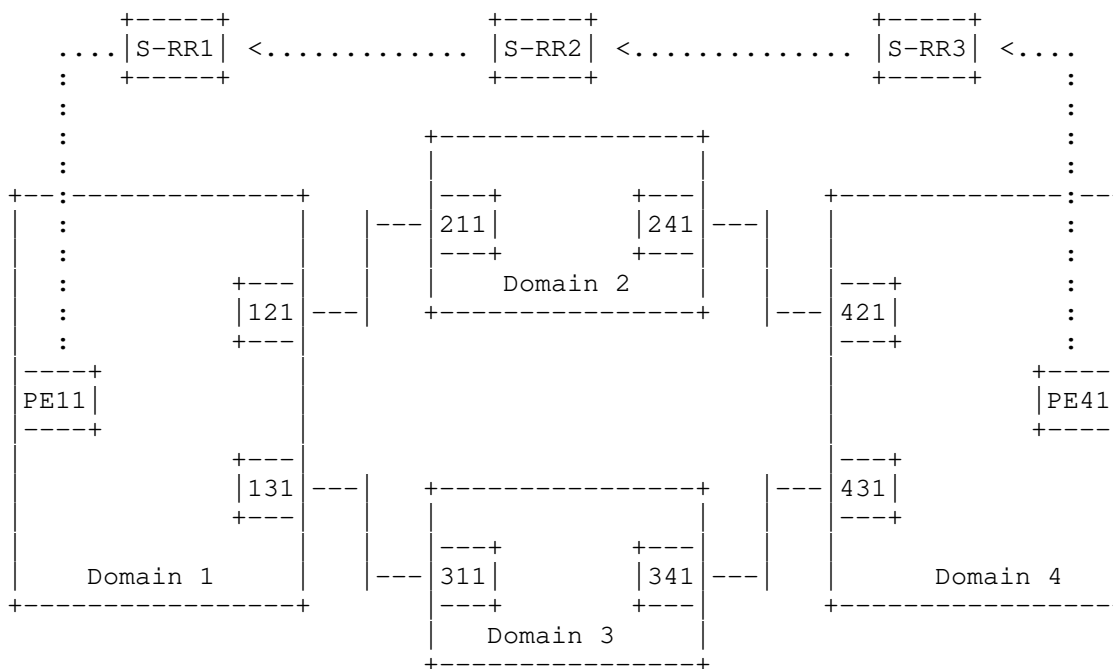 S-RR1 S-RR2 S-RR3
211 241
Domain 2
121 421
PE11 PE41
131 431
311 341
Domain 1 Domain 4
Domain 3